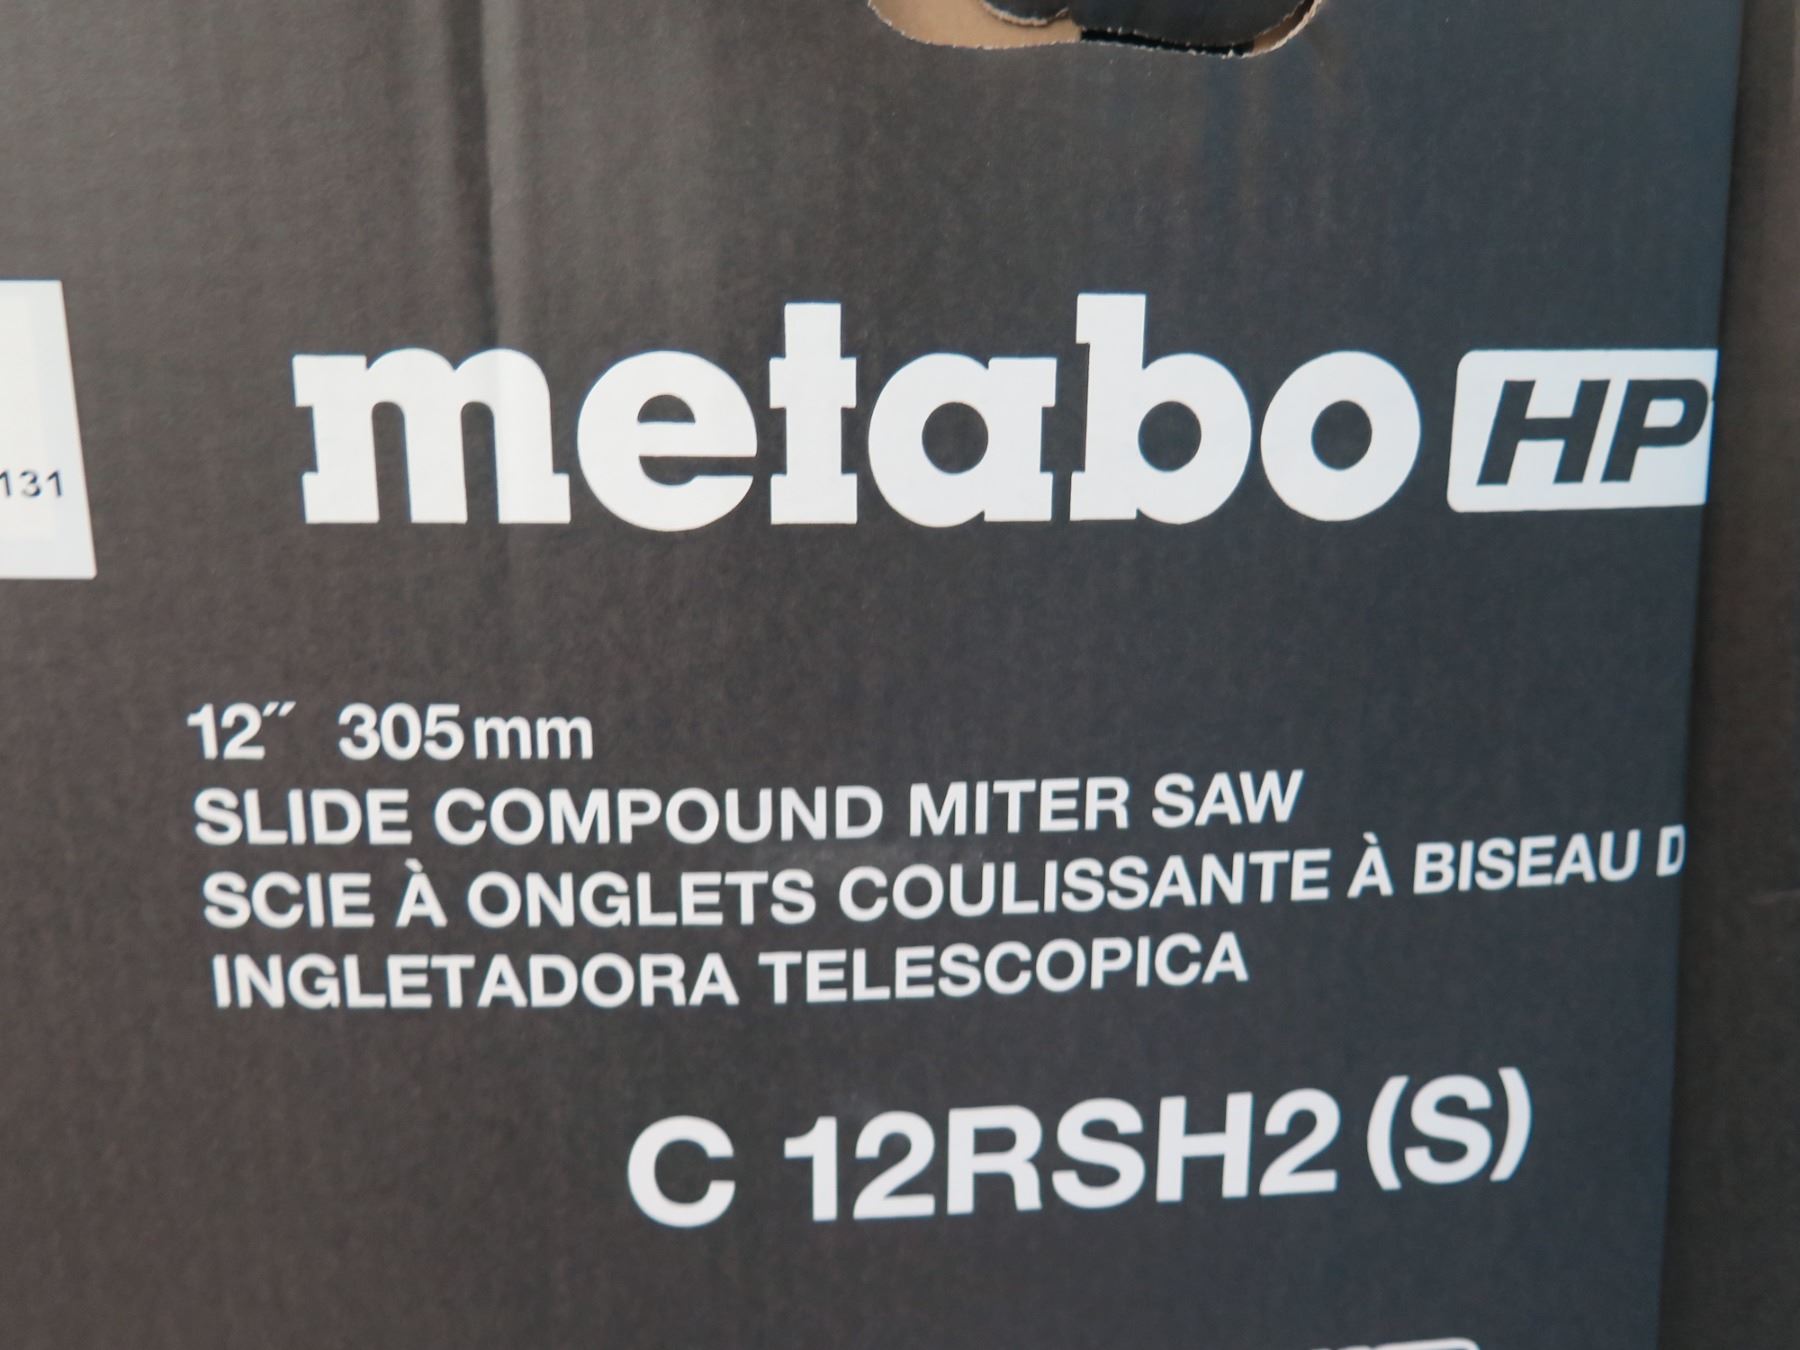 metabo HP
131
12″ 305mm
SLIDE COMPOUND MITER SAW
SCIE À ONGLETS COULISSANTE À BISEAU D
INGLETADORA TELESCOPICA
C 12RSH2 (S)